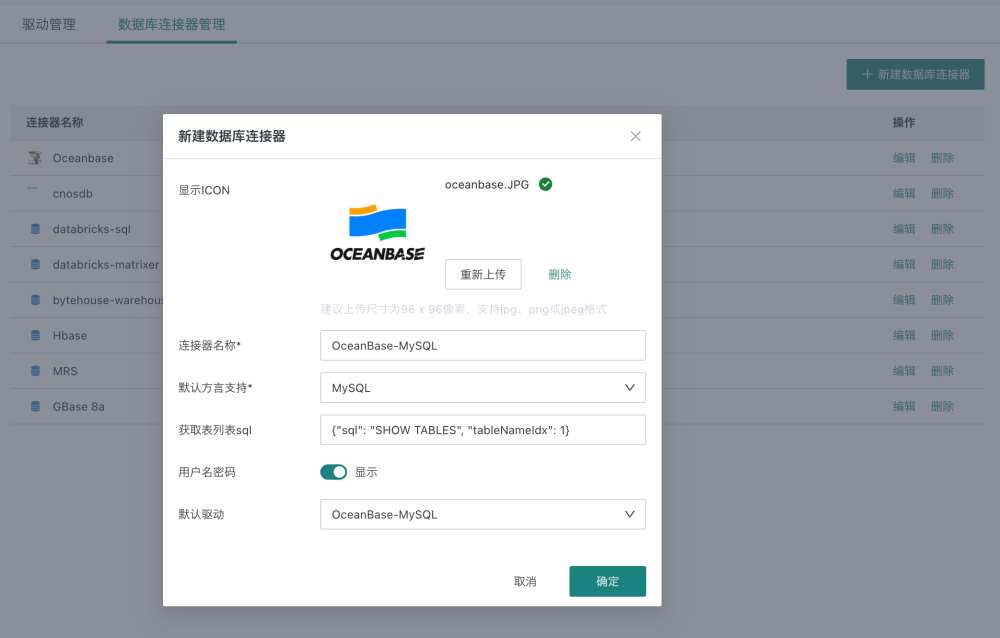 驱动管理 数据库连接器管理
＋ 新建数据库连接器
连接器名称 操作
Oceanbase 编辑 删除
cnosdb 编辑 删除
databricks-sql 编辑 删除
databricks-matrixer 编辑 删除
bytehouse-warehous 编辑 删除
Hbase 编辑 删除
MRS 编辑 删除
GBase 8a 编辑 删除
新建数据库连接器
显示ICON
oceanbase.JPG
OCEANBASE
重新上传 删除
建议上传尺寸为96 x 96像素，支持jpg、png或jpeg格式
连接器名称* OceanBase-MySQL
默认方言支持* MySQL
获取表列表sql {"sql": "SHOW TABLES", "tableNameIdx": 1}
用户名密码 显示
默认驱动 OceanBase-MySQL
取消 确定